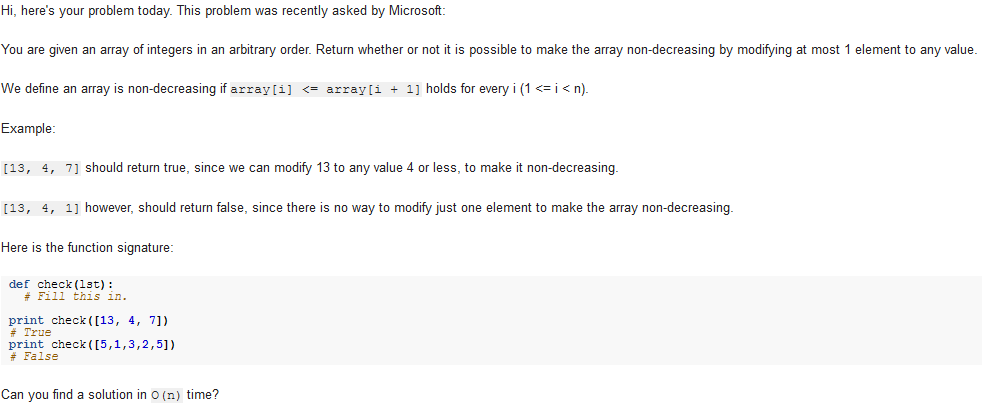 Hi, here's your problem today. This problem was recently asked by Microsoft:
You are given an array of integers in an arbitrary order. Return whether or not it is possible to make the array non-decreasing by modifying at most 1 element to any value.
We define an array is non-decreasing if array[i] <= array[i + 1] holds for every i (1 <= i < n).
Example:
[13, 4, 7] should return true, since we can modify 13 to any value 4 or less, to make it non-decreasing.
[13, 4, 1] however, should return false, since there is no way to modify just one element to make the array non-decreasing.
Here is the function signature:
def check(lst):
  # Fill this in.
print check([13, 4, 7])
# True
print check([5,1,3,2,5])
# False
Can you find a solution in O(n) time?